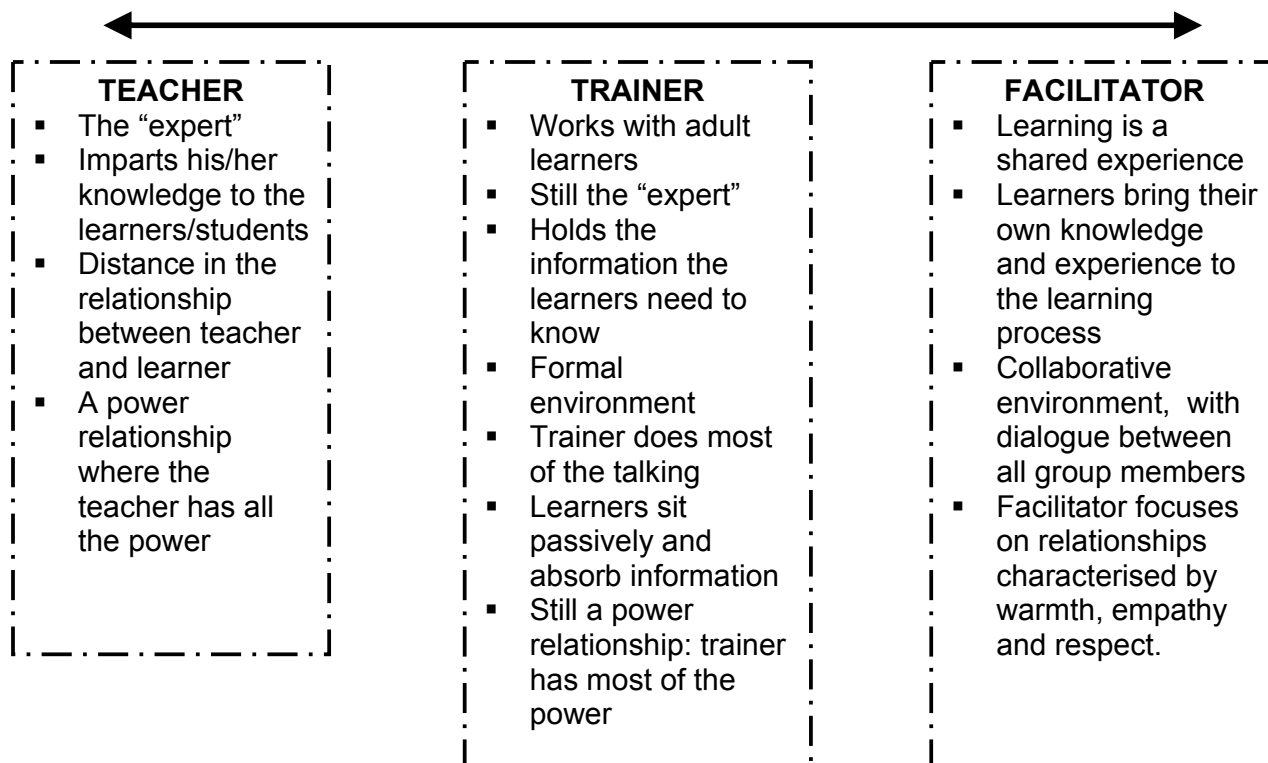 TEACHER
▪ The “expert”
▪ Imparts his/her
knowledge to the
learners/students
▪ Distance in the
relationship
between teacher
and learner
▪ A power
relationship
where the
teacher has all
the power
TRAINER
▪ Works with adult
learners
▪ Still the “expert”
▪ Holds the
information the
learners need to
know
▪ Formal
environment
▪ Trainer does most
of the talking
▪ Learners sit
passively and
absorb information
▪ Still a power
relationship: trainer
has most of the
power
FACILITATOR
▪ Learning is a
shared experience
▪ Learners bring their
own knowledge
and experience to
the learning
process
▪ Collaborative
environment,  with
dialogue between
all group members
▪ Facilitator focuses
on relationships
characterised by
warmth, empathy
and respect.